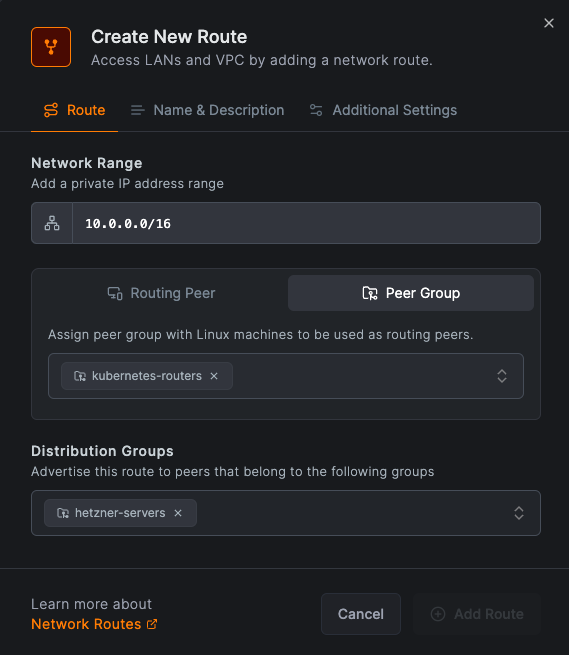 Create New Route
Access LANs and VPC by adding a network route.
Route
Name & Description
Additional Settings
Network Range
Add a private IP address range
10.0.0.0/16
Routing Peer
Peer Group
Assign peer group with Linux machines to be used as routing peers.
kubernetes-routers
Distribution Groups
Advertise this route to peers that belong to the following groups
hetzner-servers
Learn more about
Network Routes
Cancel
Add Route